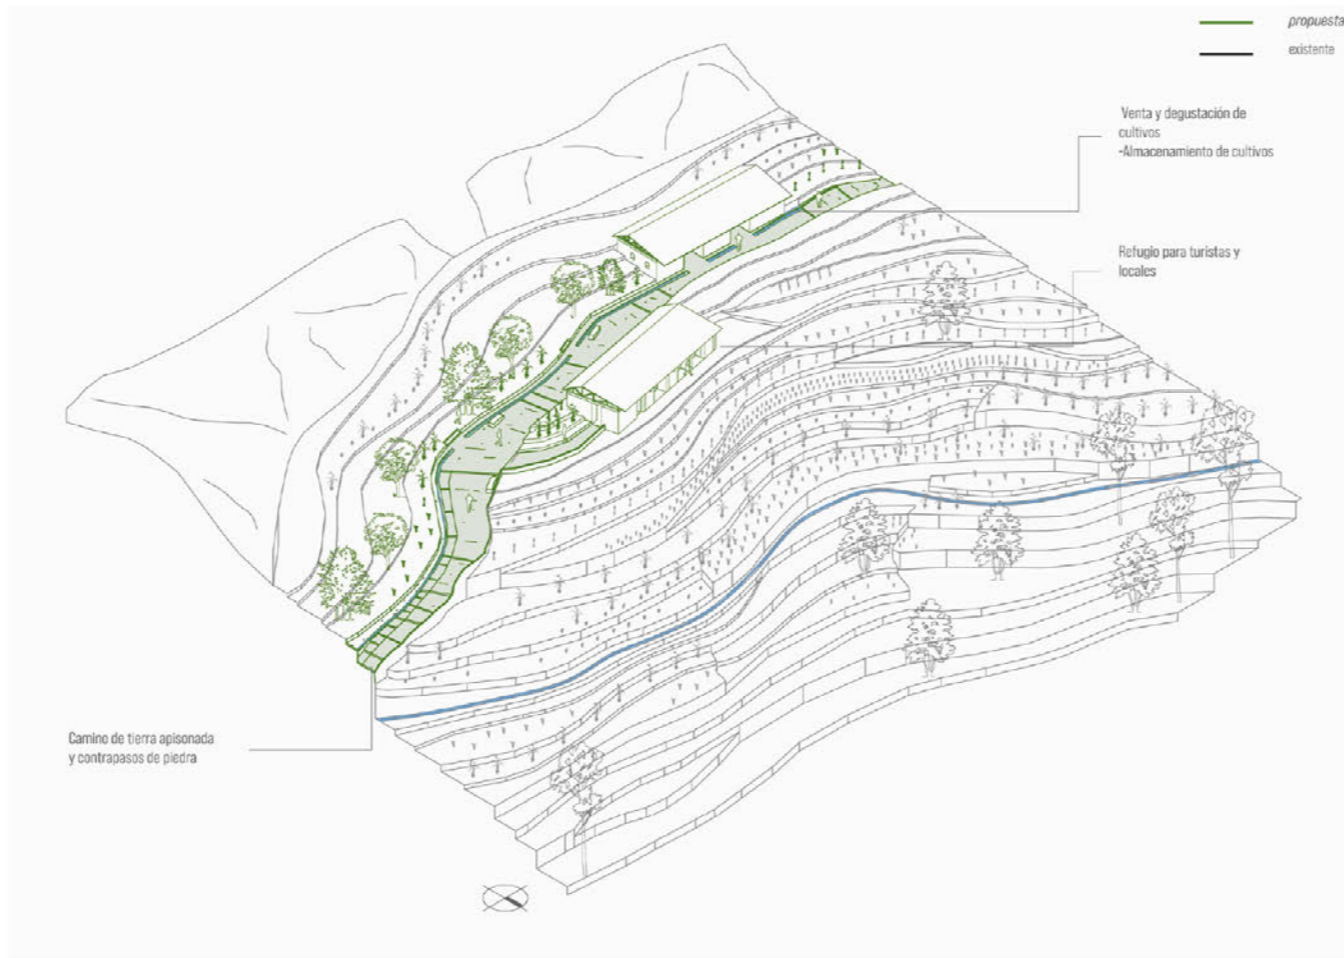 propuesta
existente
Venta y degustación de
cultivos
-Almacenamiento de cultivos
Refugio para turistas y
locales
Camino de tierra apisonada
y contrapasos de piedra